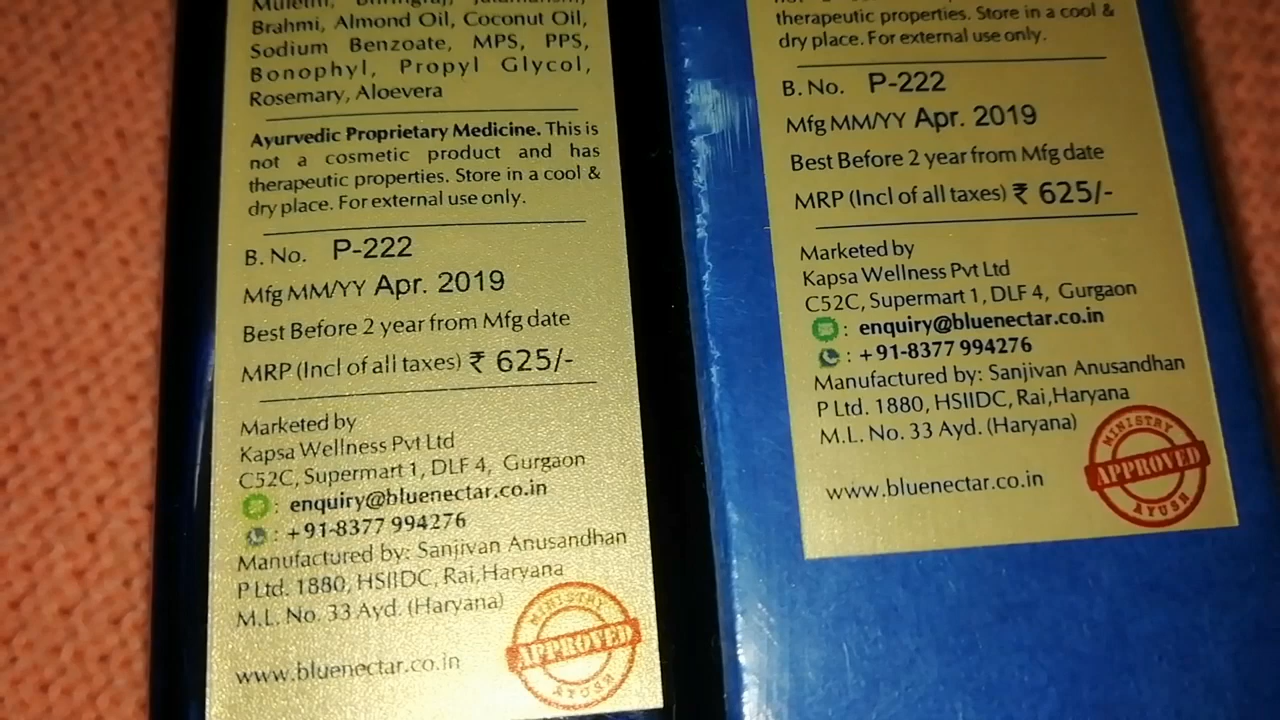 Brahmi, Almond Oil, Coconut Oil,
Sodium Benzoate, MPS, PPS,
Bonophyl, Propyl Glycol,
Rosemary, Aloevera
Ayurvedic Proprietary Medicine. This is
not a cosmetic product and has
therapeutic properties. Store in a cool &
dry place. For external use only.
B. No. P-222
Mfg MM/YY Apr. 2019
Best Before 2 year from Mfg date
MRP (Incl of all taxes) ₹ 625/-
Marketed by
Kapsa Wellness Pvt Ltd
C52C, Supermart 1, DLF 4, Gurgaon
: enquiry@bluenectar.co.in
: +91-8377 994276
Manufactured by: Sanjivan Anusandhan
P Ltd. 1880, HSIIDC, Rai,Haryana
M.L. No. 33 Ayd. (Haryana)
MINISTRY
APPROVED
AYUSH
www.bluenectar.co.in
therapeutic properties. Store in a cool &
dry place. For external use only.
B. No. P-222
Mfg MM/YY Apr. 2019
Best Before 2 year from Mfg date
MRP (Incl of all taxes) ₹ 625/-
Marketed by
Kapsa Wellness Pvt Ltd
C52C, Supermart 1, DLF 4, Gurgaon
: enquiry@bluenectar.co.in
: +91-8377 994276
Manufactured by: Sanjivan Anusandhan
P Ltd. 1880, HSIIDC, Rai,Haryana
M.L. No. 33 Ayd. (Haryana)
MINISTRY
APPROVED
AYUSH
www.bluenectar.co.in